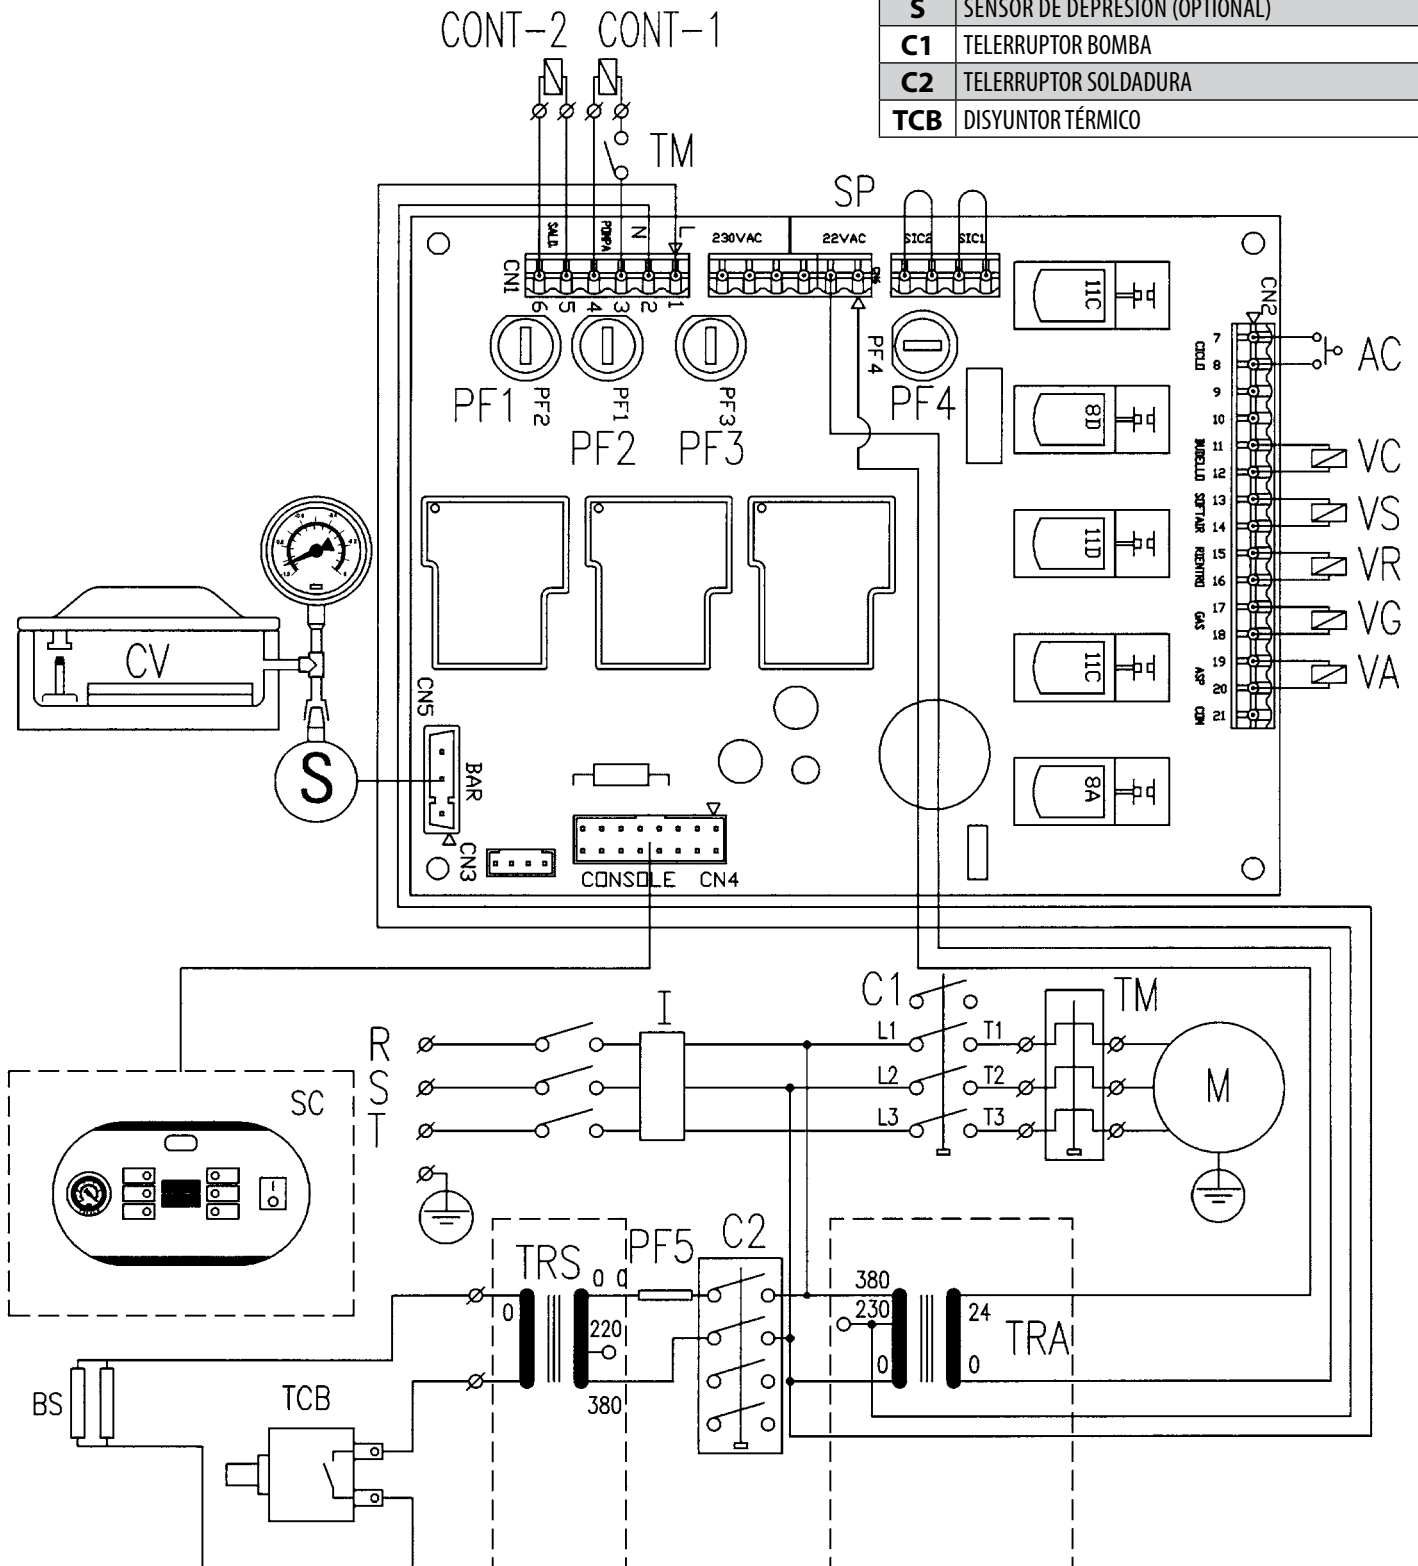 CONT-2 CONT-1
S SENSOR DE DEPRESIÓN (OPTIONAL)
C1 TELERRUPTOR BOMBA
C2 TELERRUPTOR SOLDADURA
TCB DISYUNTOR TÉRMICO
TM
SP
SALD. POMPA N L
230VAC 22VAC SIC2 SIC1
CN1
6 5 4 3 2 1
CN2
PF2 PF1 PF3 PF4
PF1 PF2 PF3 PF4
11C
8D
11D
11C
8A
7
8
9
10
11
12
13
14
15
16
17
18
19
20
21
CICLO
BUDELLO
SOFTAIR
RIENTRO
GAS
ASP
COM
AC
VC
VS
VR
VG
VA
CV
S
CN5
BAR
CN3
CONSOLE CN4
C1 TM
I
R L1 T1
S L2 T2
T L3 T3
M
SC
TRS PF5 C2
0 0 0
220
380
380
230
0
24
0
TRA
BS
TCB